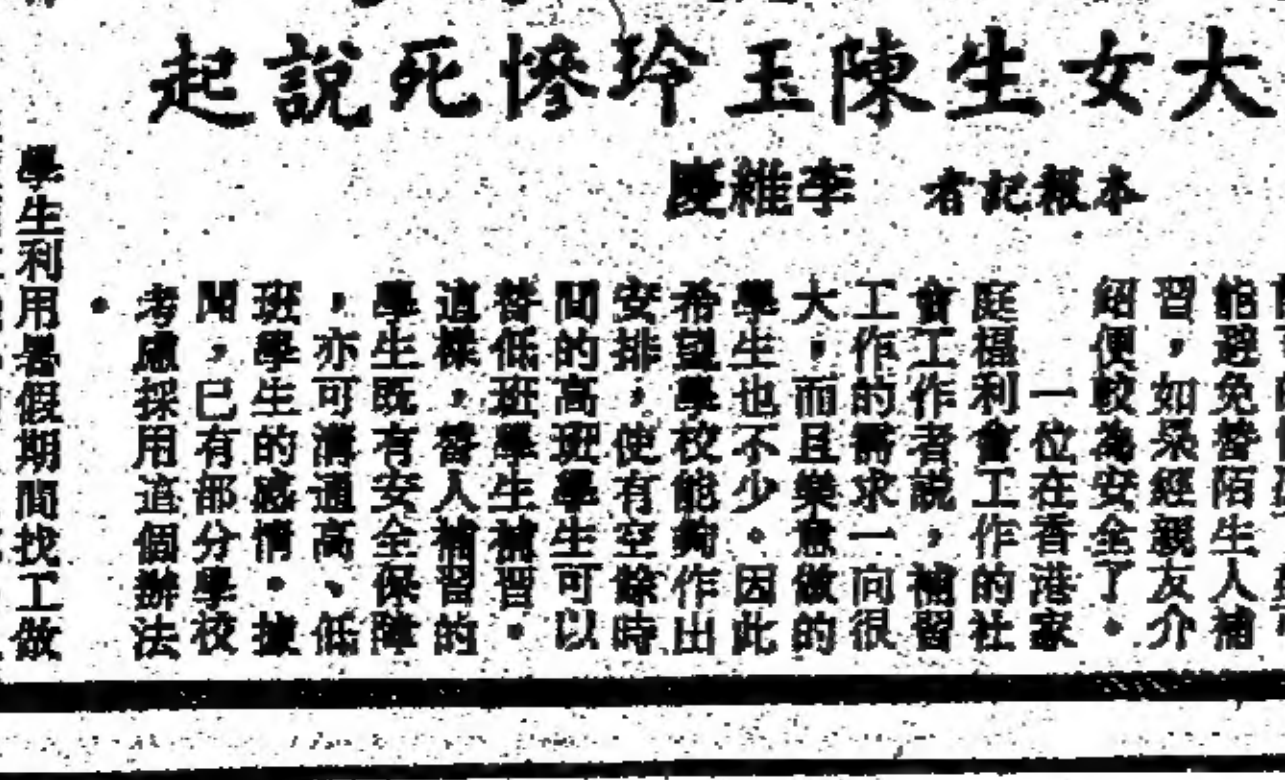 大女生陳玉玲慘死說起
本報記者 李維慶
能避免替陌生人補
習，如果經親友介
紹便較為安全了。
一位在香港家
庭福利會工作的社
會工作者說，補習
工作的需求一向很
大，而且樂意做的
學生也不少。因此
希望學校能夠作出
安排，使有空餘時
間的高班學生可以
替低班學生補習。
這樣，替人補習的
學生既有安全保障
，亦可溝通高、低
班學生的感情。據
聞，已有部分學校
考慮採用這個辦法
。
學生利用暑假期間找工做